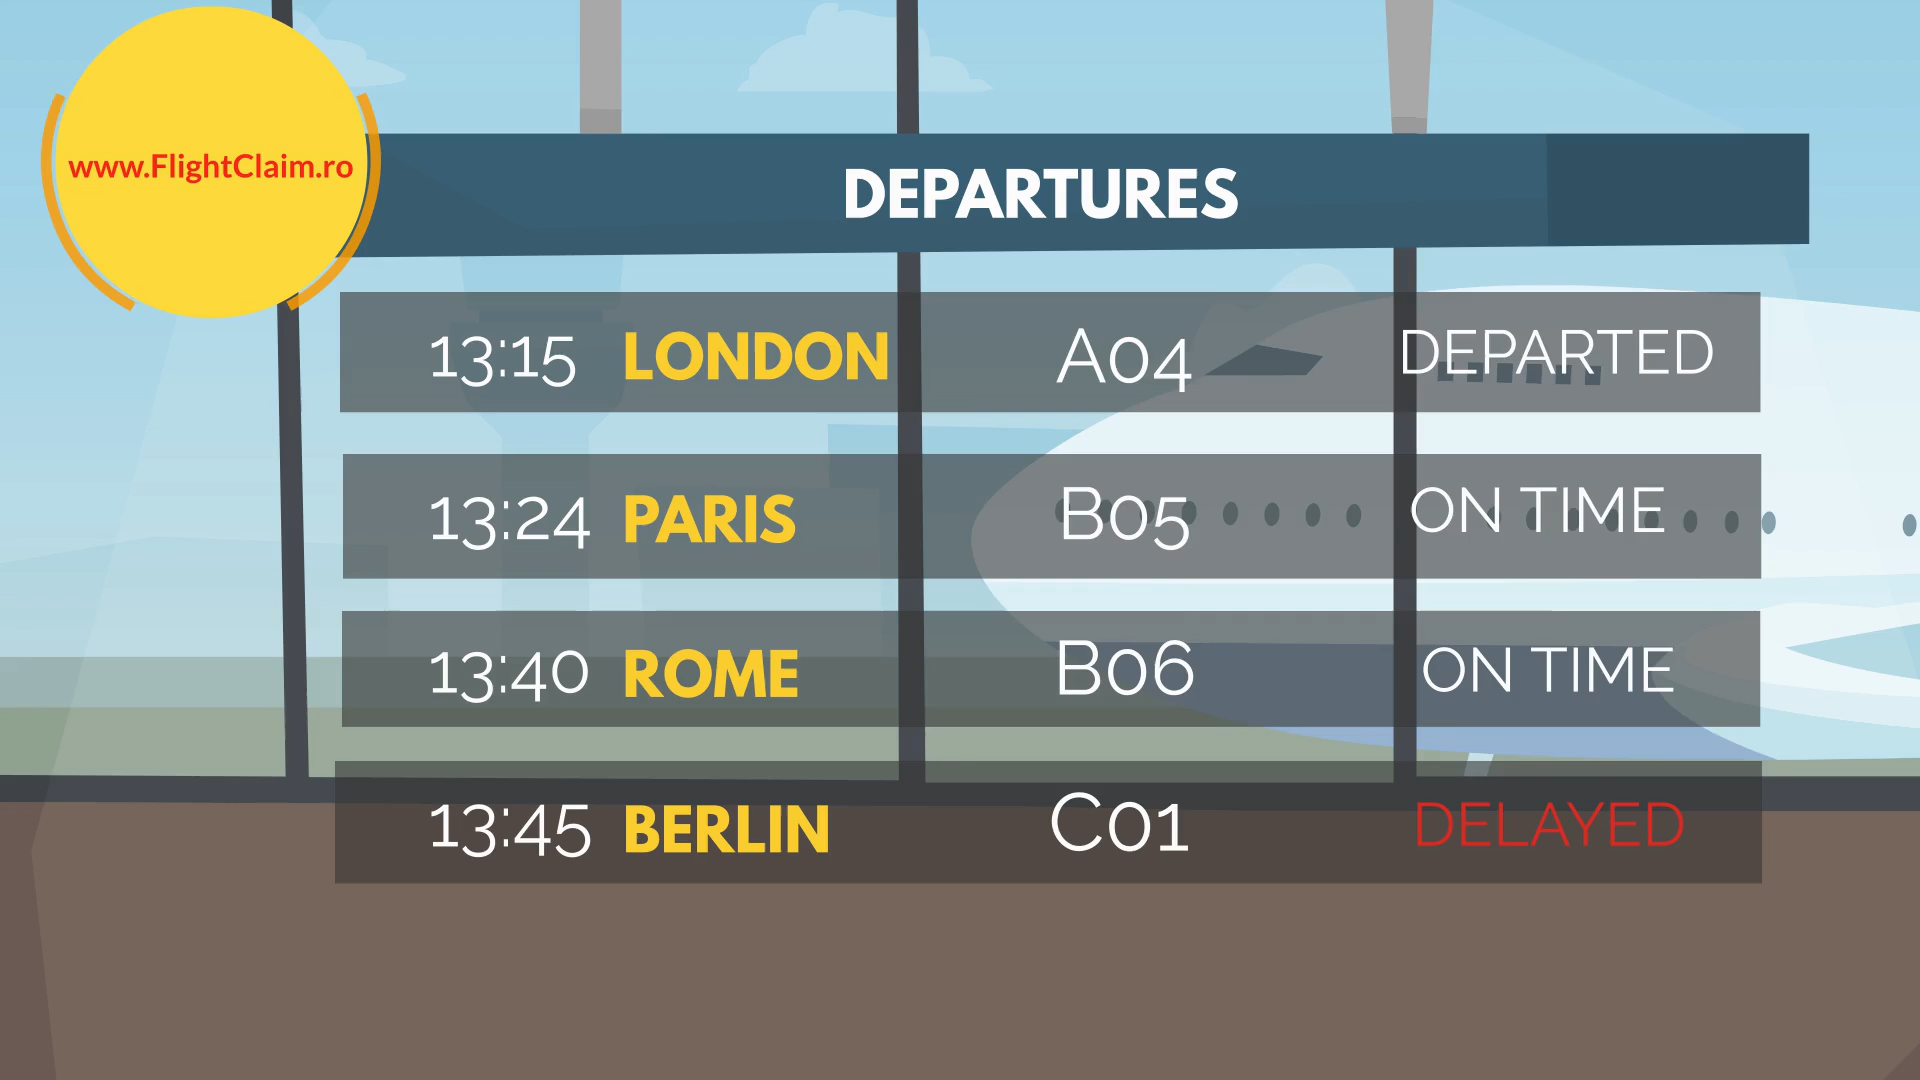 www.FlightClaim.ro
DEPARTURES
13:15 LONDON A04 DEPARTED
13:24 PARIS B05 ON TIME
13:40 ROME B06 ON TIME
13:45 BERLIN C01 DELAYED